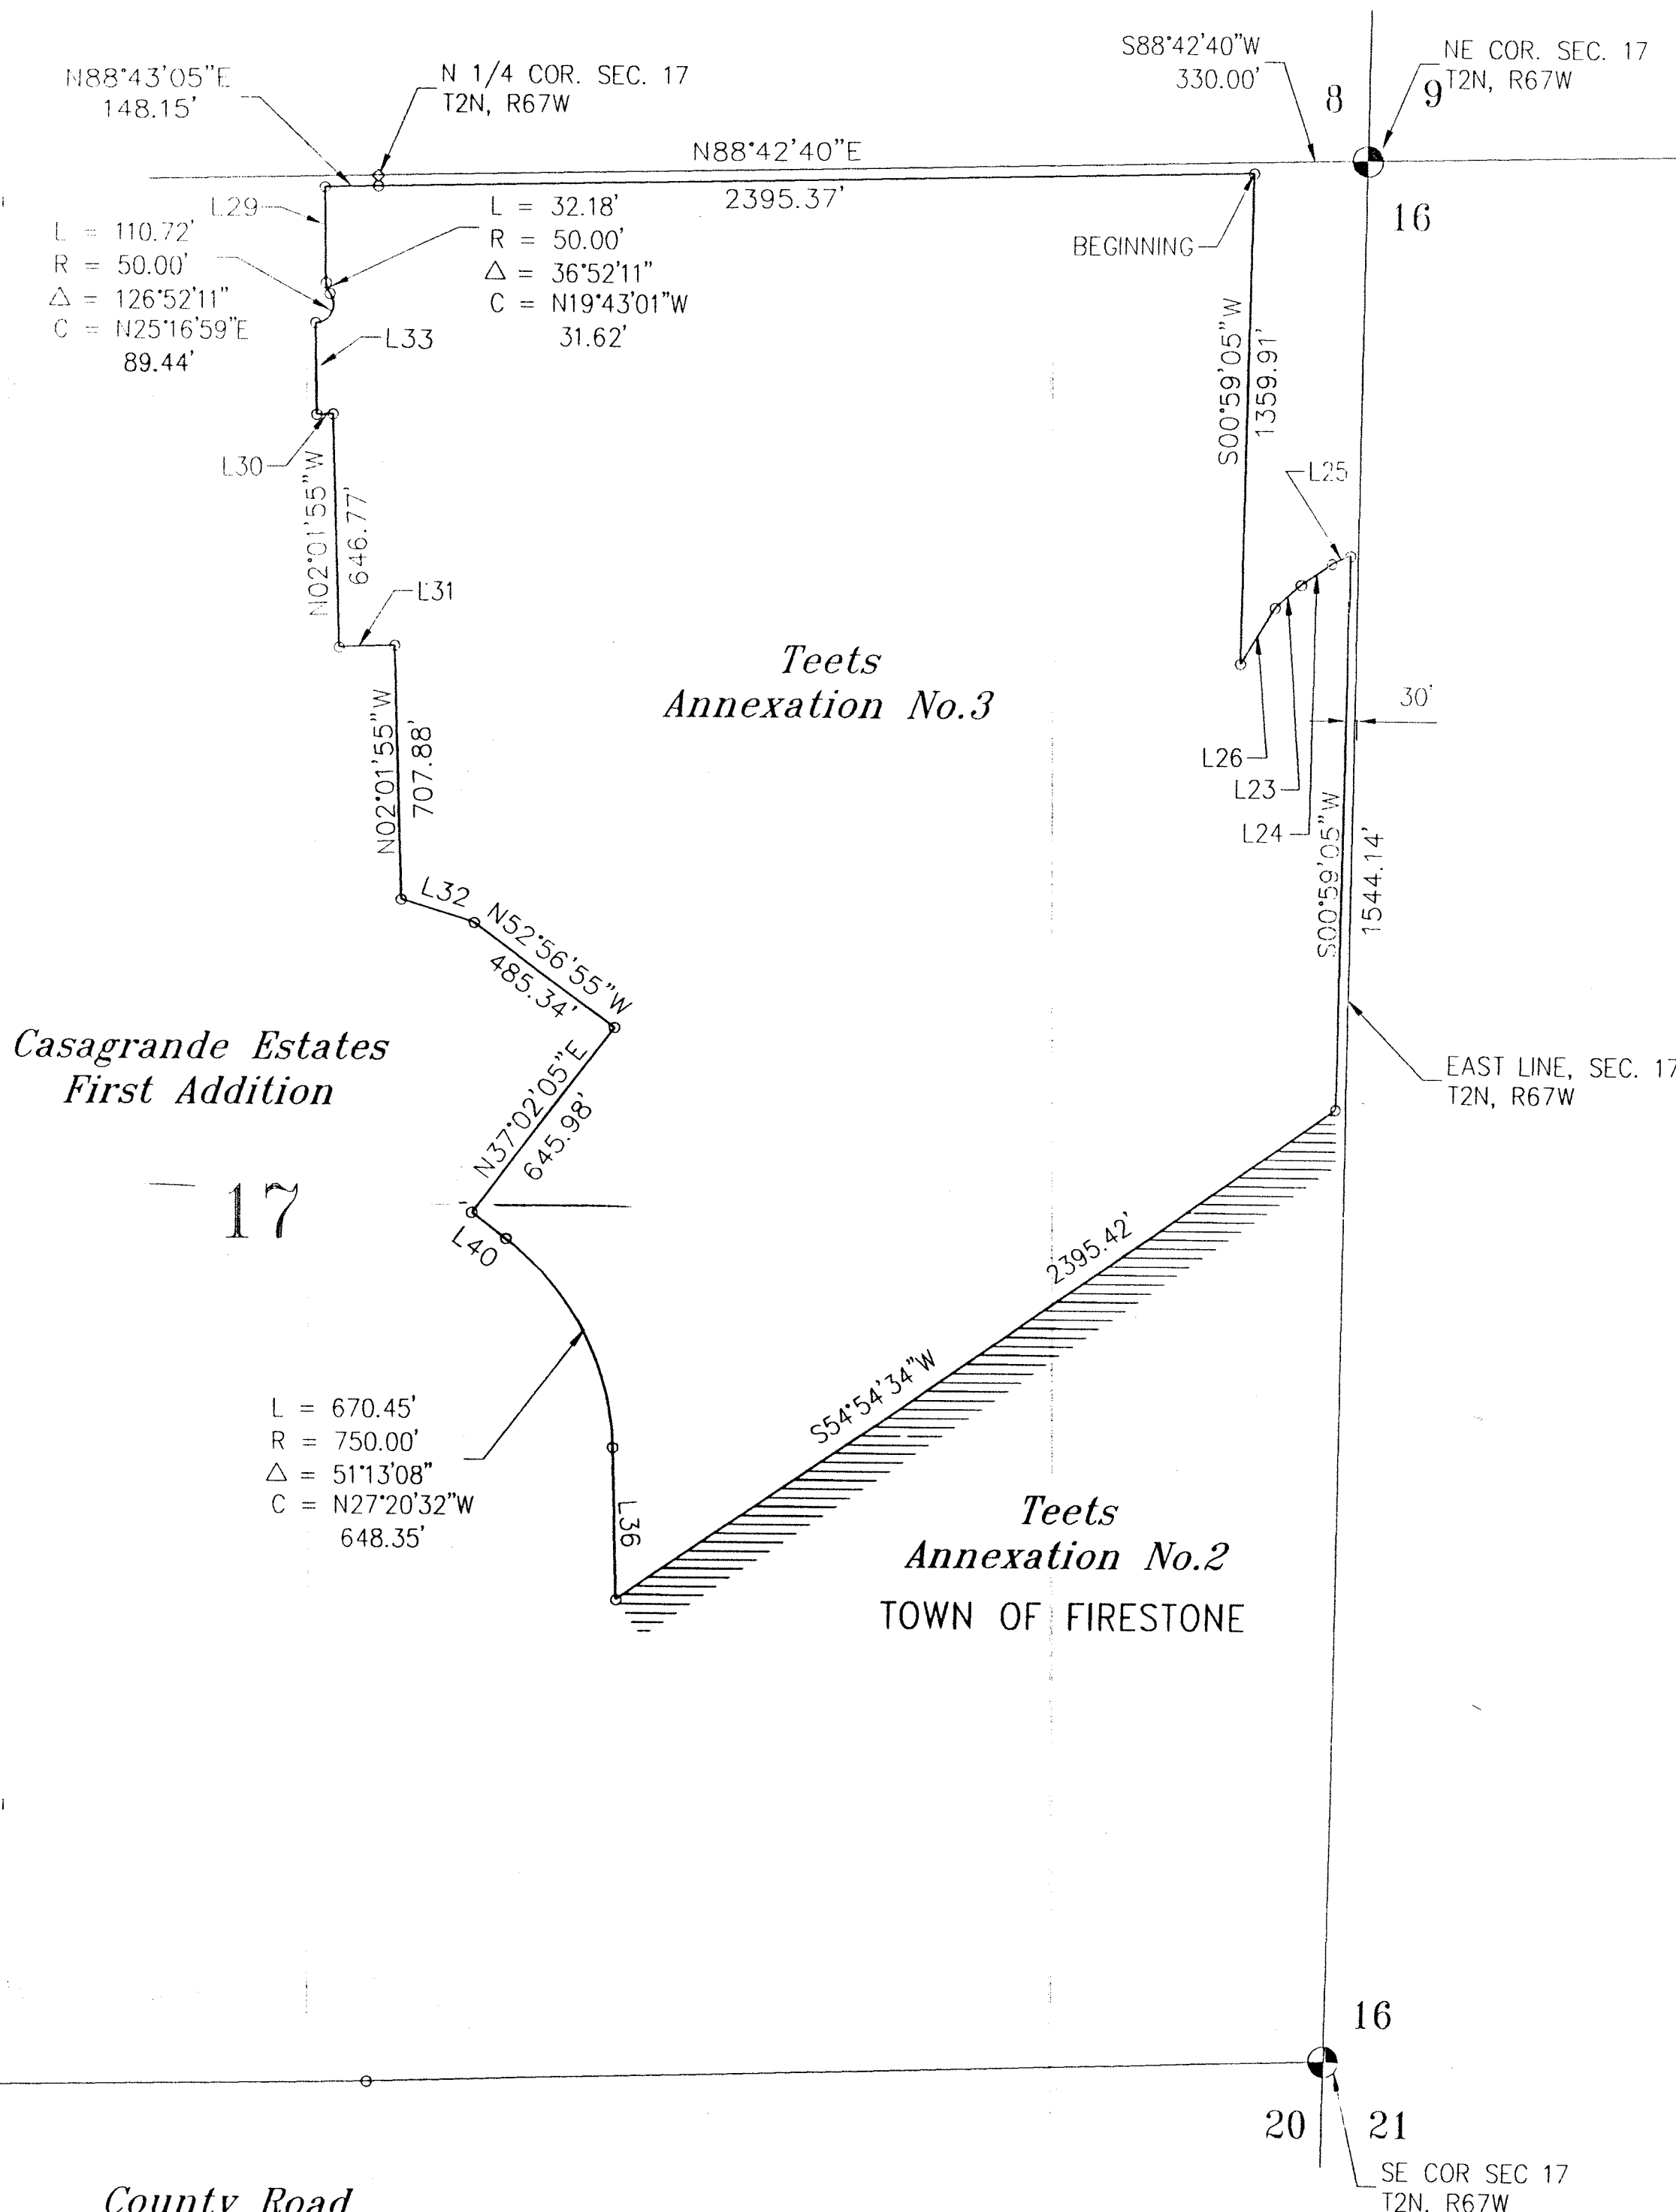 S88°42'40"W
330.00'
NE COR. SEC. 17
T2N, R67W
N88°43'05"E
148.15'
N 1/4 COR. SEC. 17
T2N, R67W
8
9
N88°42'40"E
2395.37'
16
L29
L = 110.72'
R = 50.00'
△ = 126°52'11"
C = N25°16'59"E
89.44'
L = 32.18'
R = 50.00'
△ = 36°52'11"
C = N19°43'01"W
31.62'
BEGINNING
L33
S00°59'05"W
1359.91'
L30
L25
N02°01'55"W
646.77'
L31
Teets
Annexation No.3
30'
L26
L23
L24
N02°01'55"W
707.88'
S00°59'05"W
1544.14'
L32
N52°56'55"W
485.34'
Casagrande Estates
First Addition
N37°02'05"E
645.98'
EAST LINE, SEC. 17
T2N, R67W
17
L40
2395.42'
S54°54'34"W
L = 670.45'
R = 750.00'
△ = 51°13'08"
C = N27°20'32"W
648.35'
L36
Teets
Annexation No.2
TOWN OF FIRESTONE
16
20
21
SE COR SEC 17
T2N, R67W
County Road